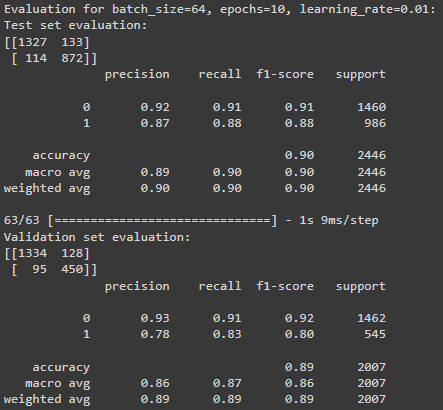 Evaluation for batch_size=64, epochs=10, learning_rate=0.01:
Test set evaluation:
[[1327  133]
 [ 114  872]]
              precision    recall  f1-score   support

           0       0.92      0.91      0.91      1460
           1       0.87      0.88      0.88       986

    accuracy                           0.90      2446
   macro avg       0.89      0.90      0.90      2446
weighted avg       0.90      0.90      0.90      2446

63/63 [==============================] - 1s 9ms/step
Validation set evaluation:
[[1334  128]
 [  95  450]]
              precision    recall  f1-score   support

           0       0.93      0.91      0.92      1462
           1       0.78      0.83      0.80       545

    accuracy                           0.89      2007
   macro avg       0.86      0.87      0.86      2007
weighted avg       0.89      0.89      0.89      2007